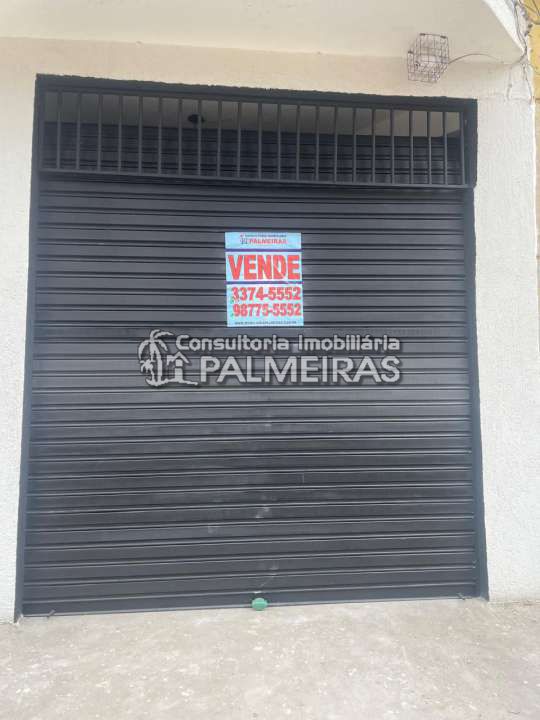 PALMEIRAS
VENDE
3374-5552
98775-5552
Consultoria imobiliária
PALMEIRAS